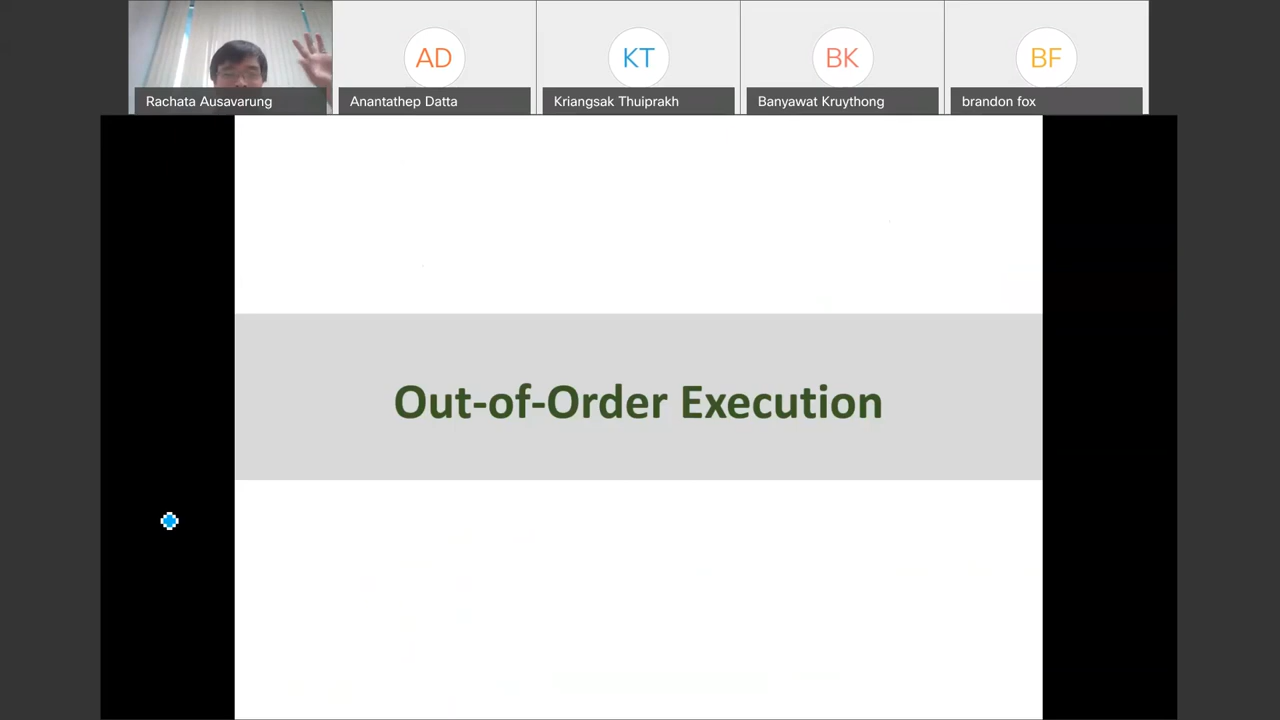 AD
KT
BK
BF
Rachata Ausavarung
Anantathep Datta
Kriangsak Thuiprakh
Banyawat Kruythong
brandon fox
Out-of-Order Execution